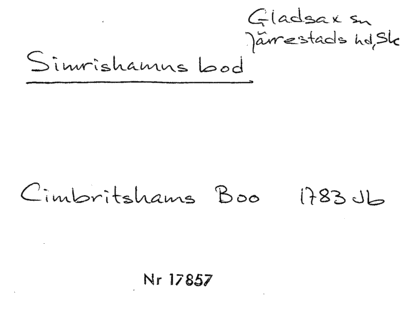 Gladsax sn
Järrestads hd, Sk
Simrishamns bod
Cimbritshams Boo 1783 Jb
Nr 17857